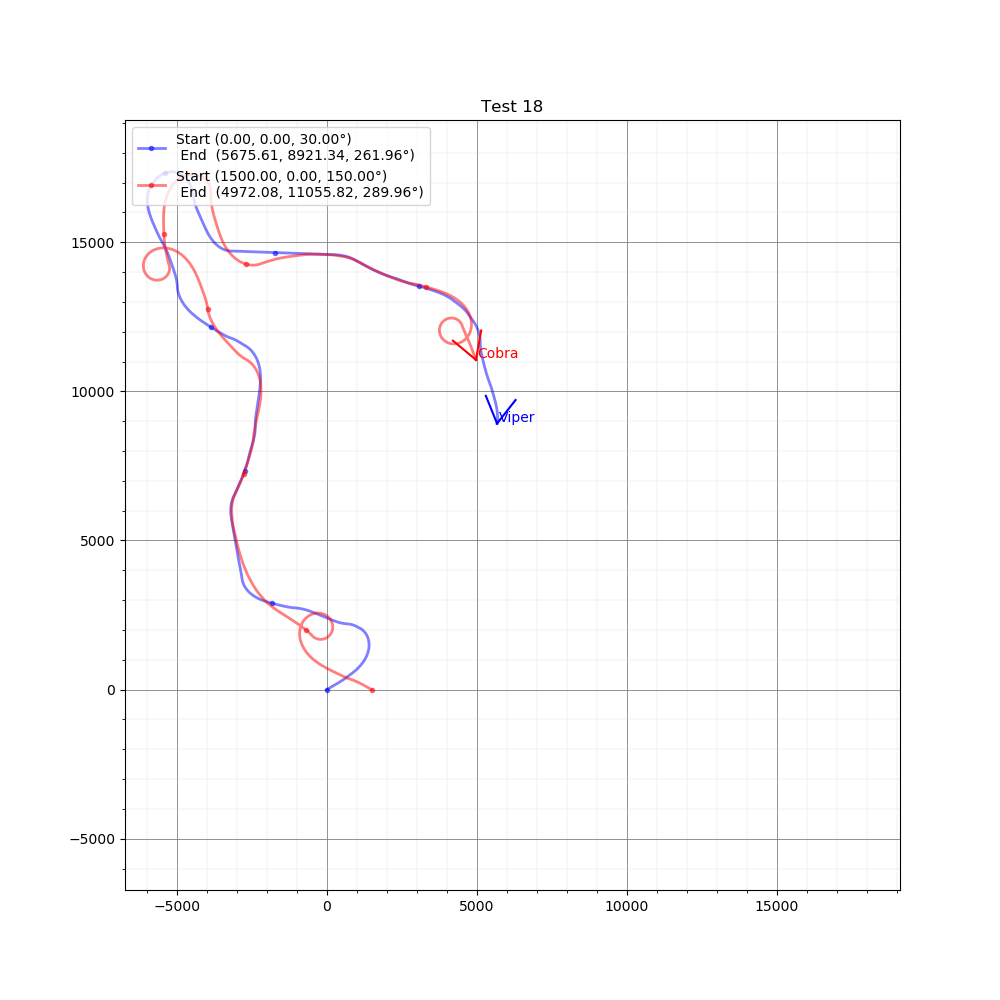 Test 18
Start (0.00, 0.00, 30.00°)
End (5675.61, 8921.34, 261.96°)
Start (1500.00, 0.00, 150.00°)
End (4972.08, 11055.82, 289.96°)
15000
10000
5000
0
−5000
Cobra
Viper
−5000
0
5000
10000
15000